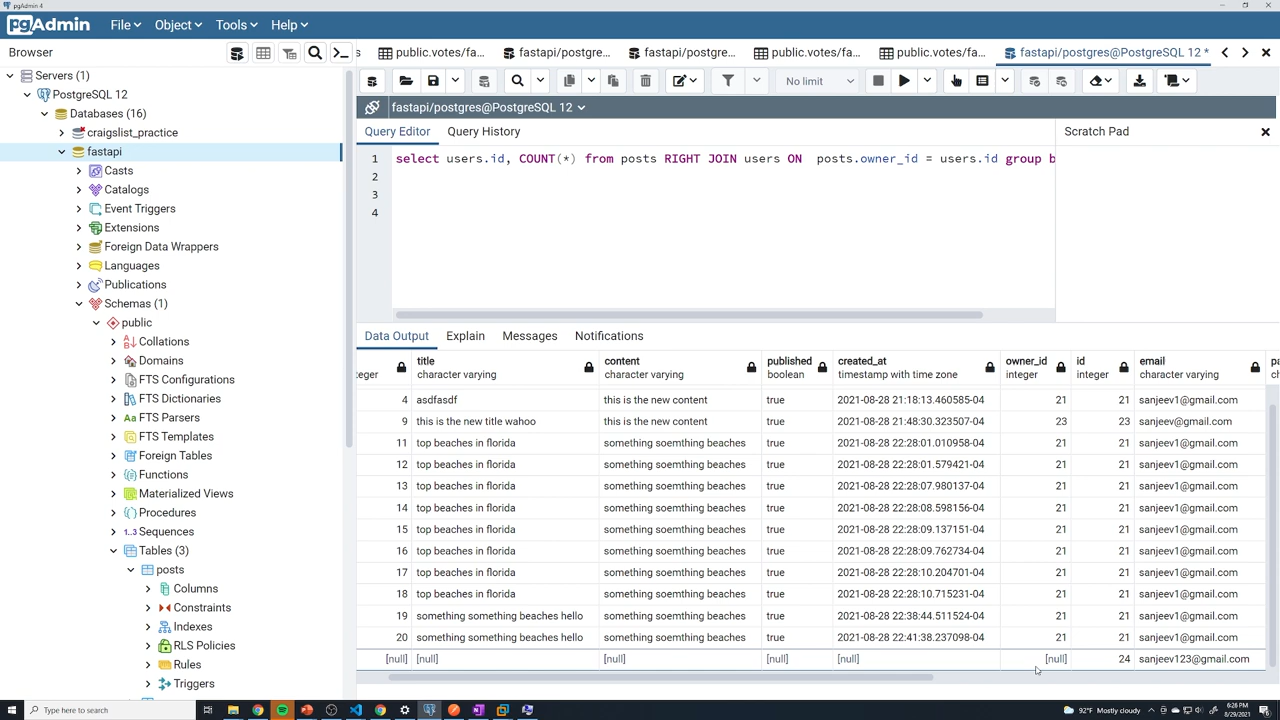 pgAdmin 4
pgAdmin File Object Tools Help
Browser
public.votes/fa... fastapi/postgre... fastapi/postgre... public.votes/fa... public.votes/fa... fastapi/postgres@PostgreSQL 12 *
Servers (1)
PostgreSQL 12
Databases (16)
craigslist_practice
fastapi
Casts
Catalogs
Event Triggers
Extensions
Foreign Data Wrappers
Languages
Publications
Schemas (1)
public
Collations
Domains
FTS Configurations
FTS Dictionaries
FTS Parsers
FTS Templates
Foreign Tables
Functions
Materialized Views
Procedures
1..3 Sequences
Tables (3)
posts
Columns
Constraints
Indexes
RLS Policies
Rules
Triggers
No limit
fastapi/postgres@PostgreSQL 12
Query Editor Query History
Scratch Pad
1 select users.id, COUNT(*) from posts RIGHT JOIN users ON posts.owner_id = users.id group b
2
3
4
Data Output Explain Messages Notifications
title content published created_at owner_id id email pa
teger character varying character varying boolean timestamp with time zone integer integer character varying ch
4 asdfasdf this is the new content true 2021-08-28 21:18:13.460585-04 21 21 sanjeev1@gmail.com
9 this is the new title wahoo this is the new content true 2021-08-28 21:48:30.323507-04 23 23 sanjeev@gmail.com
11 top beaches in florida something soemthing beaches true 2021-08-28 22:28:01.010958-04 21 21 sanjeev1@gmail.com
12 top beaches in florida something soemthing beaches true 2021-08-28 22:28:01.579421-04 21 21 sanjeev1@gmail.com
13 top beaches in florida something soemthing beaches true 2021-08-28 22:28:07.980137-04 21 21 sanjeev1@gmail.com
14 top beaches in florida something soemthing beaches true 2021-08-28 22:28:08.598156-04 21 21 sanjeev1@gmail.com
15 top beaches in florida something soemthing beaches true 2021-08-28 22:28:09.137151-04 21 21 sanjeev1@gmail.com
16 top beaches in florida something soemthing beaches true 2021-08-28 22:28:09.762734-04 21 21 sanjeev1@gmail.com
17 top beaches in florida something soemthing beaches true 2021-08-28 22:28:10.204701-04 21 21 sanjeev1@gmail.com
18 top beaches in florida something soemthing beaches true 2021-08-28 22:28:10.715231-04 21 21 sanjeev1@gmail.com
19 something something beaches hello something soemthing beaches true 2021-08-28 22:38:44.511524-04 21 21 sanjeev1@gmail.com
20 something something beaches hello something soemthing beaches true 2021-08-28 22:41:38.237098-04 21 21 sanjeev1@gmail.com
[null] [null] [null] [null] [null] [null] 24 sanjeev123@gmail.com
Type here to search
92°F Mostly cloudy
6:28 PM
8/29/2021